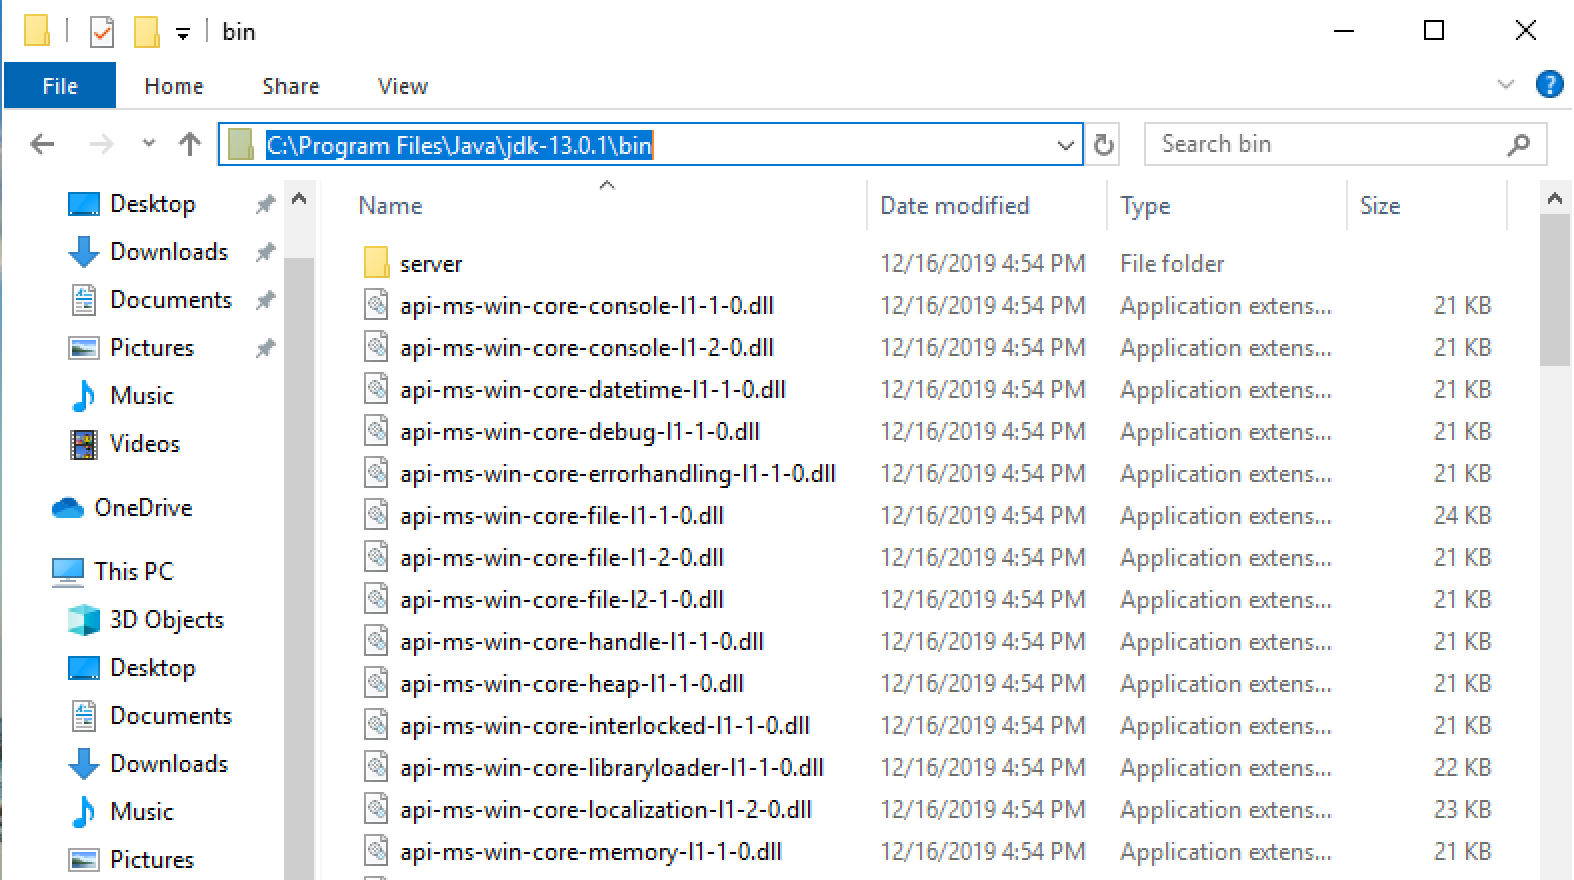 bin
File Home Share View
C:\Program Files\Java\jdk-13.0.1\bin Search bin
Desktop
Downloads
Documents
Pictures
Music
Videos
OneDrive
This PC
3D Objects
Desktop
Documents
Downloads
Music
Pictures
Name Date modified Type Size
server 12/16/2019 4:54 PM File folder
api-ms-win-core-console-l1-1-0.dll 12/16/2019 4:54 PM Application extens... 21 KB
api-ms-win-core-console-l1-2-0.dll 12/16/2019 4:54 PM Application extens... 21 KB
api-ms-win-core-datetime-l1-1-0.dll 12/16/2019 4:54 PM Application extens... 21 KB
api-ms-win-core-debug-l1-1-0.dll 12/16/2019 4:54 PM Application extens... 21 KB
api-ms-win-core-errorhandling-l1-1-0.dll 12/16/2019 4:54 PM Application extens... 21 KB
api-ms-win-core-file-l1-1-0.dll 12/16/2019 4:54 PM Application extens... 24 KB
api-ms-win-core-file-l1-2-0.dll 12/16/2019 4:54 PM Application extens... 21 KB
api-ms-win-core-file-l2-1-0.dll 12/16/2019 4:54 PM Application extens... 21 KB
api-ms-win-core-handle-l1-1-0.dll 12/16/2019 4:54 PM Application extens... 21 KB
api-ms-win-core-heap-l1-1-0.dll 12/16/2019 4:54 PM Application extens... 21 KB
api-ms-win-core-interlocked-l1-1-0.dll 12/16/2019 4:54 PM Application extens... 21 KB
api-ms-win-core-libraryloader-l1-1-0.dll 12/16/2019 4:54 PM Application extens... 22 KB
api-ms-win-core-localization-l1-2-0.dll 12/16/2019 4:54 PM Application extens... 23 KB
api-ms-win-core-memory-l1-1-0.dll 12/16/2019 4:54 PM Application extens... 21 KB